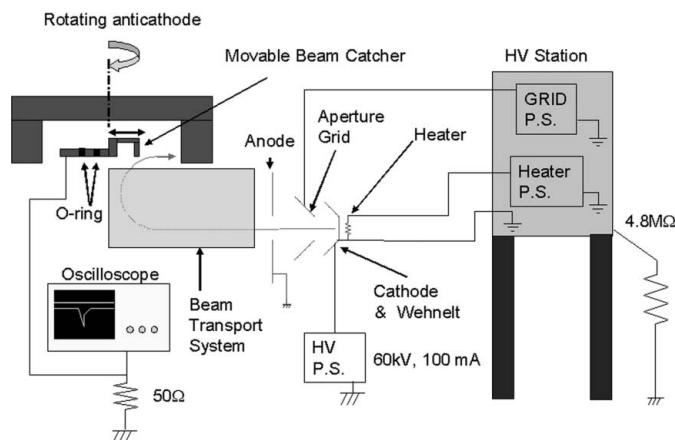 Rotating anticathode
Movable Beam Catcher
HV Station
GRID
P.S.
Aperture
Grid
Anode
Heater
Heater
P.S.
O-ring
4.8MΩ
Oscilloscope
Beam
Transport
System
Cathode
& Wehnelt
HV
P.S.
60kV, 100 mA
50Ω